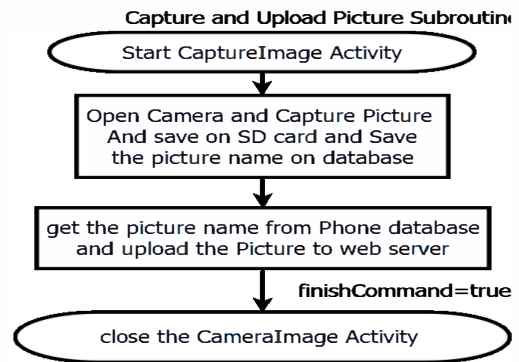 Capture and Upload Picture Subroutin
Start CaptureImage Activity
Open Camera and Capture Picture
And save on SD card and Save
the picture name on database
get the picture name from Phone database
and upload the Picture to web server
finishCommand=true
close the CameraImage Activity